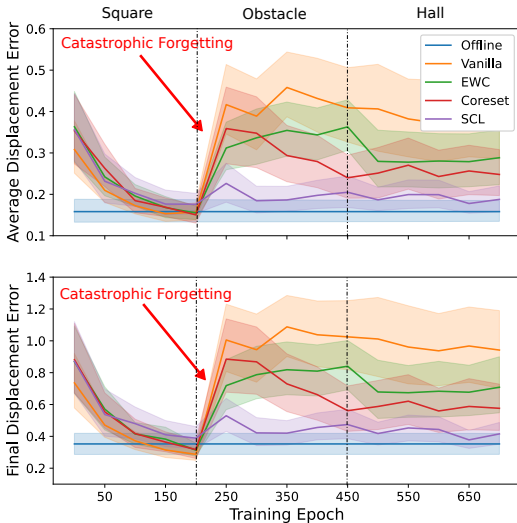 Square Obstacle Hall
Catastrophic Forgetting
Offline
Vanilla
EWC
Coreset
SCL
Average Displacement Error
0.6
0.5
0.4
0.3
0.2
0.1
Catastrophic Forgetting
Final Displacement Error
1.4
1.2
1.0
0.8
0.6
0.4
0.2
50 150 250 350 450 550 650
Training Epoch